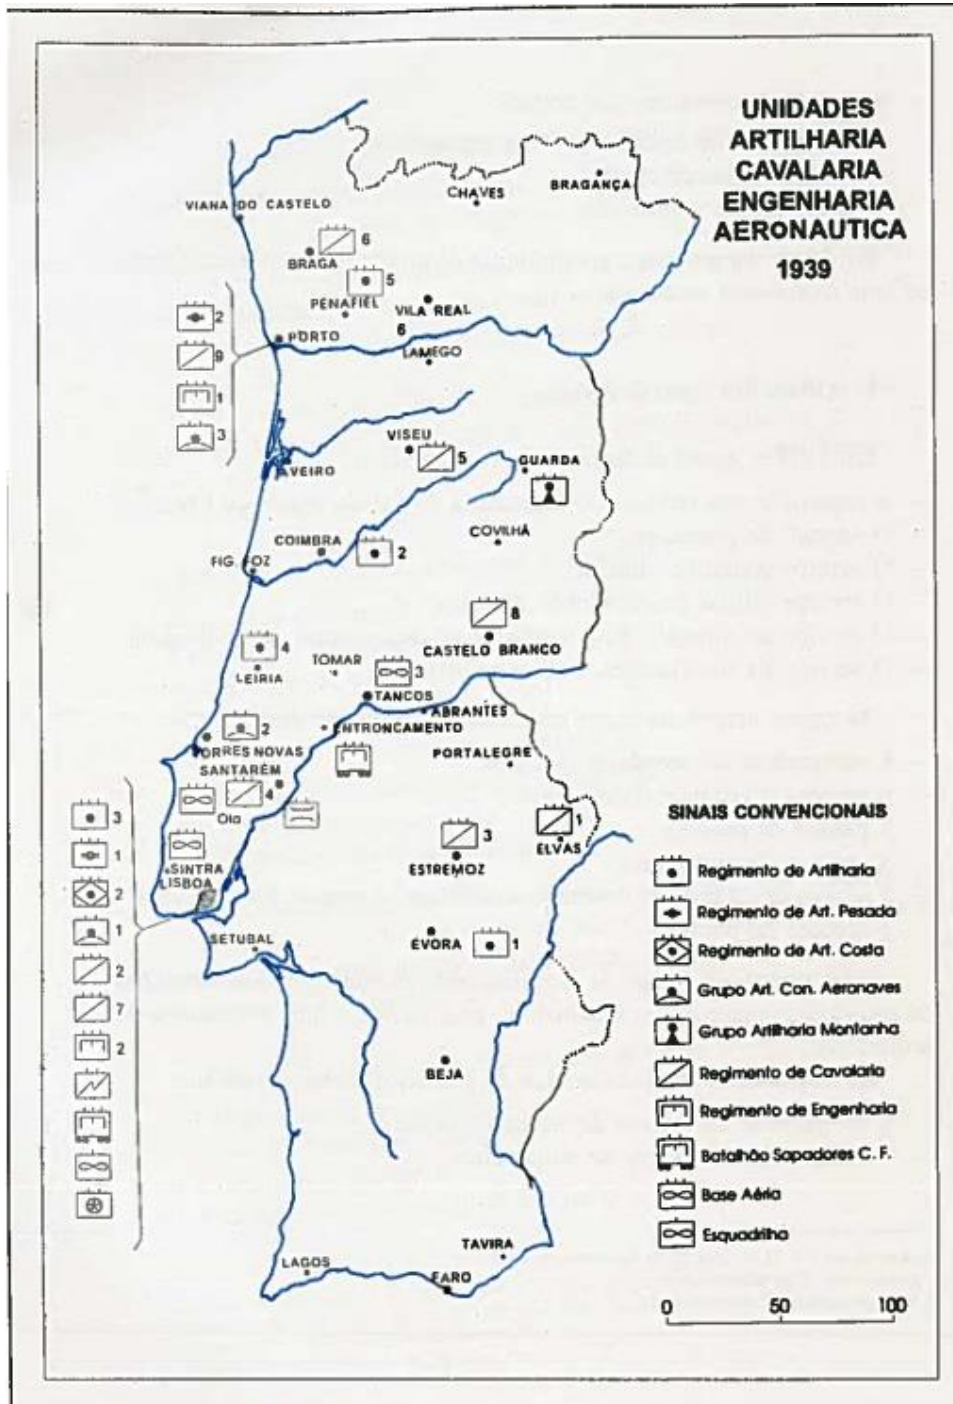 UNIDADES
ARTILHARIA
CAVALARIA
ENGENHARIA
AERONAUTICA
1939
CHAVES
BRAGANÇA
VIANA DO CASTELO
6
BRAGA
5
PENAFIEL
VILA REAL
2
6
PORTO
LAMEGO
9
1
3
VISEU
5
AVEIRO
GUARDA
COIMBRA
2
COVILHÃ
FIG. FOZ
8
CASTELO BRANCO
4
LEIRIA
TOMAR
3
TANCOS
ABRANTES
2
ENTRONCAMENTO
TORRES NOVAS
PORTALEGRE
SANTARÉM
4
Ota
3
1
ELVAS
3
ESTREMOZ
1
SINTRA
LISBOA
2
1
SETUBAL
ÉVORA
1
2
7
2
BEJA
TAVIRA
LAGOS
FARO
SINAIS CONVENCIONAIS
Regimento de Artilharia
Regimento de Art. Pesada
Regimento de Art. Costa
Grupo Art. Con. Aeronaves
Grupo Artilharia Montanha
Regimento de Cavalaria
Regimento de Engenharia
Batalhão Sapadores C. F.
Base Aéria
Esquadrilha
0 50 100